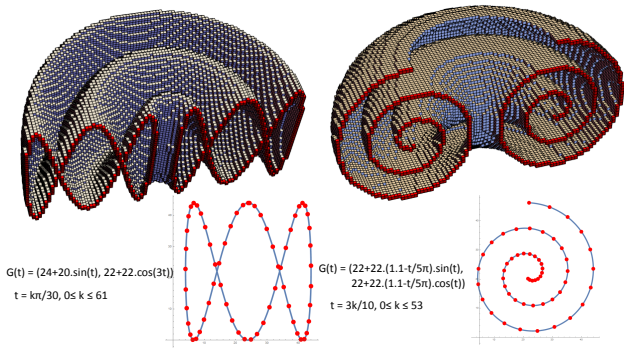 G(t) = (24+20.sin(t), 22+22.cos(3t))
t = kπ/30, 0≤ k ≤ 61
G(t) = (22+22.(1.1-t/5π).sin(t),
22+22.(1.1-t/5π).cos(t))
t = 3k/10, 0≤ k ≤ 53